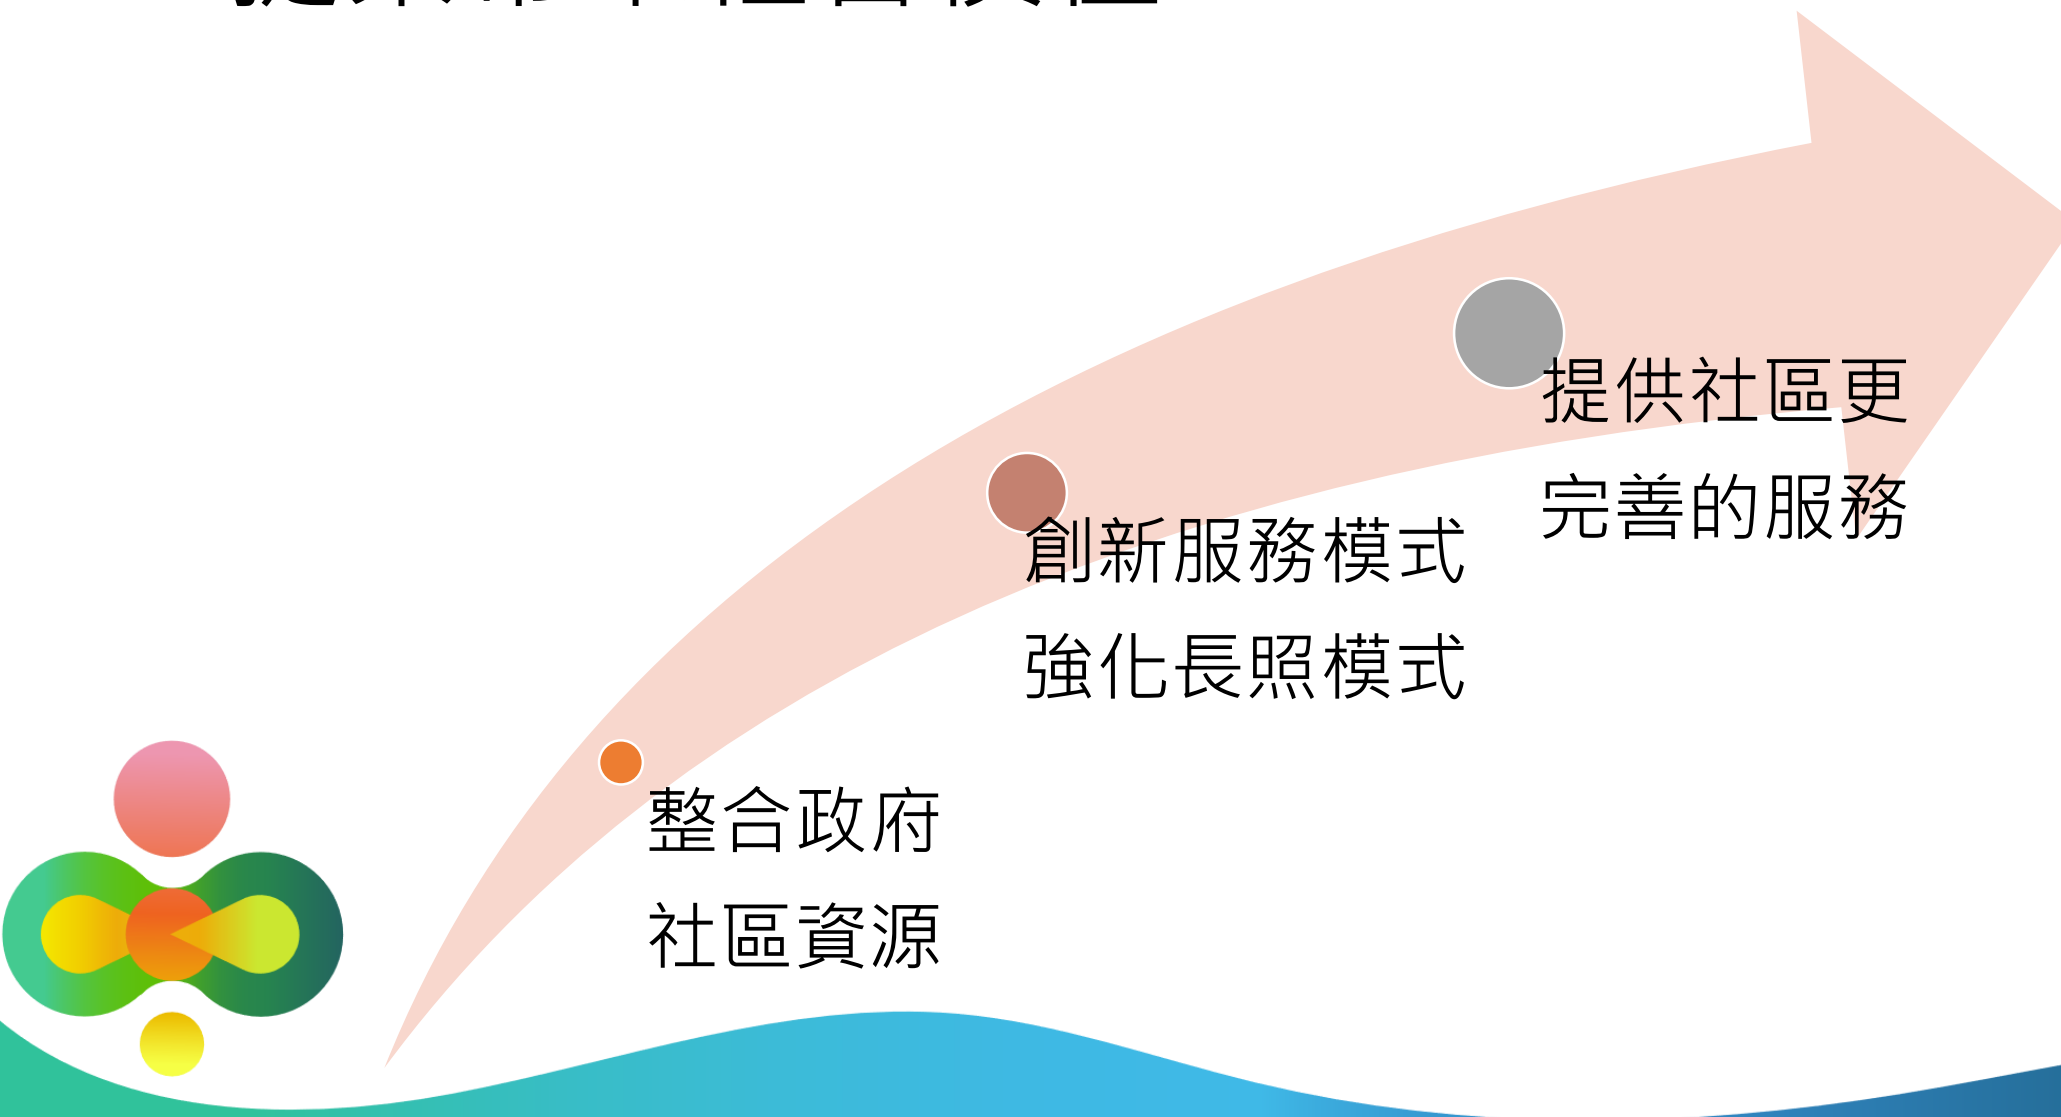 整合政府
社區資源
創新服務模式
強化長照模式
提供社區更
完善的服務